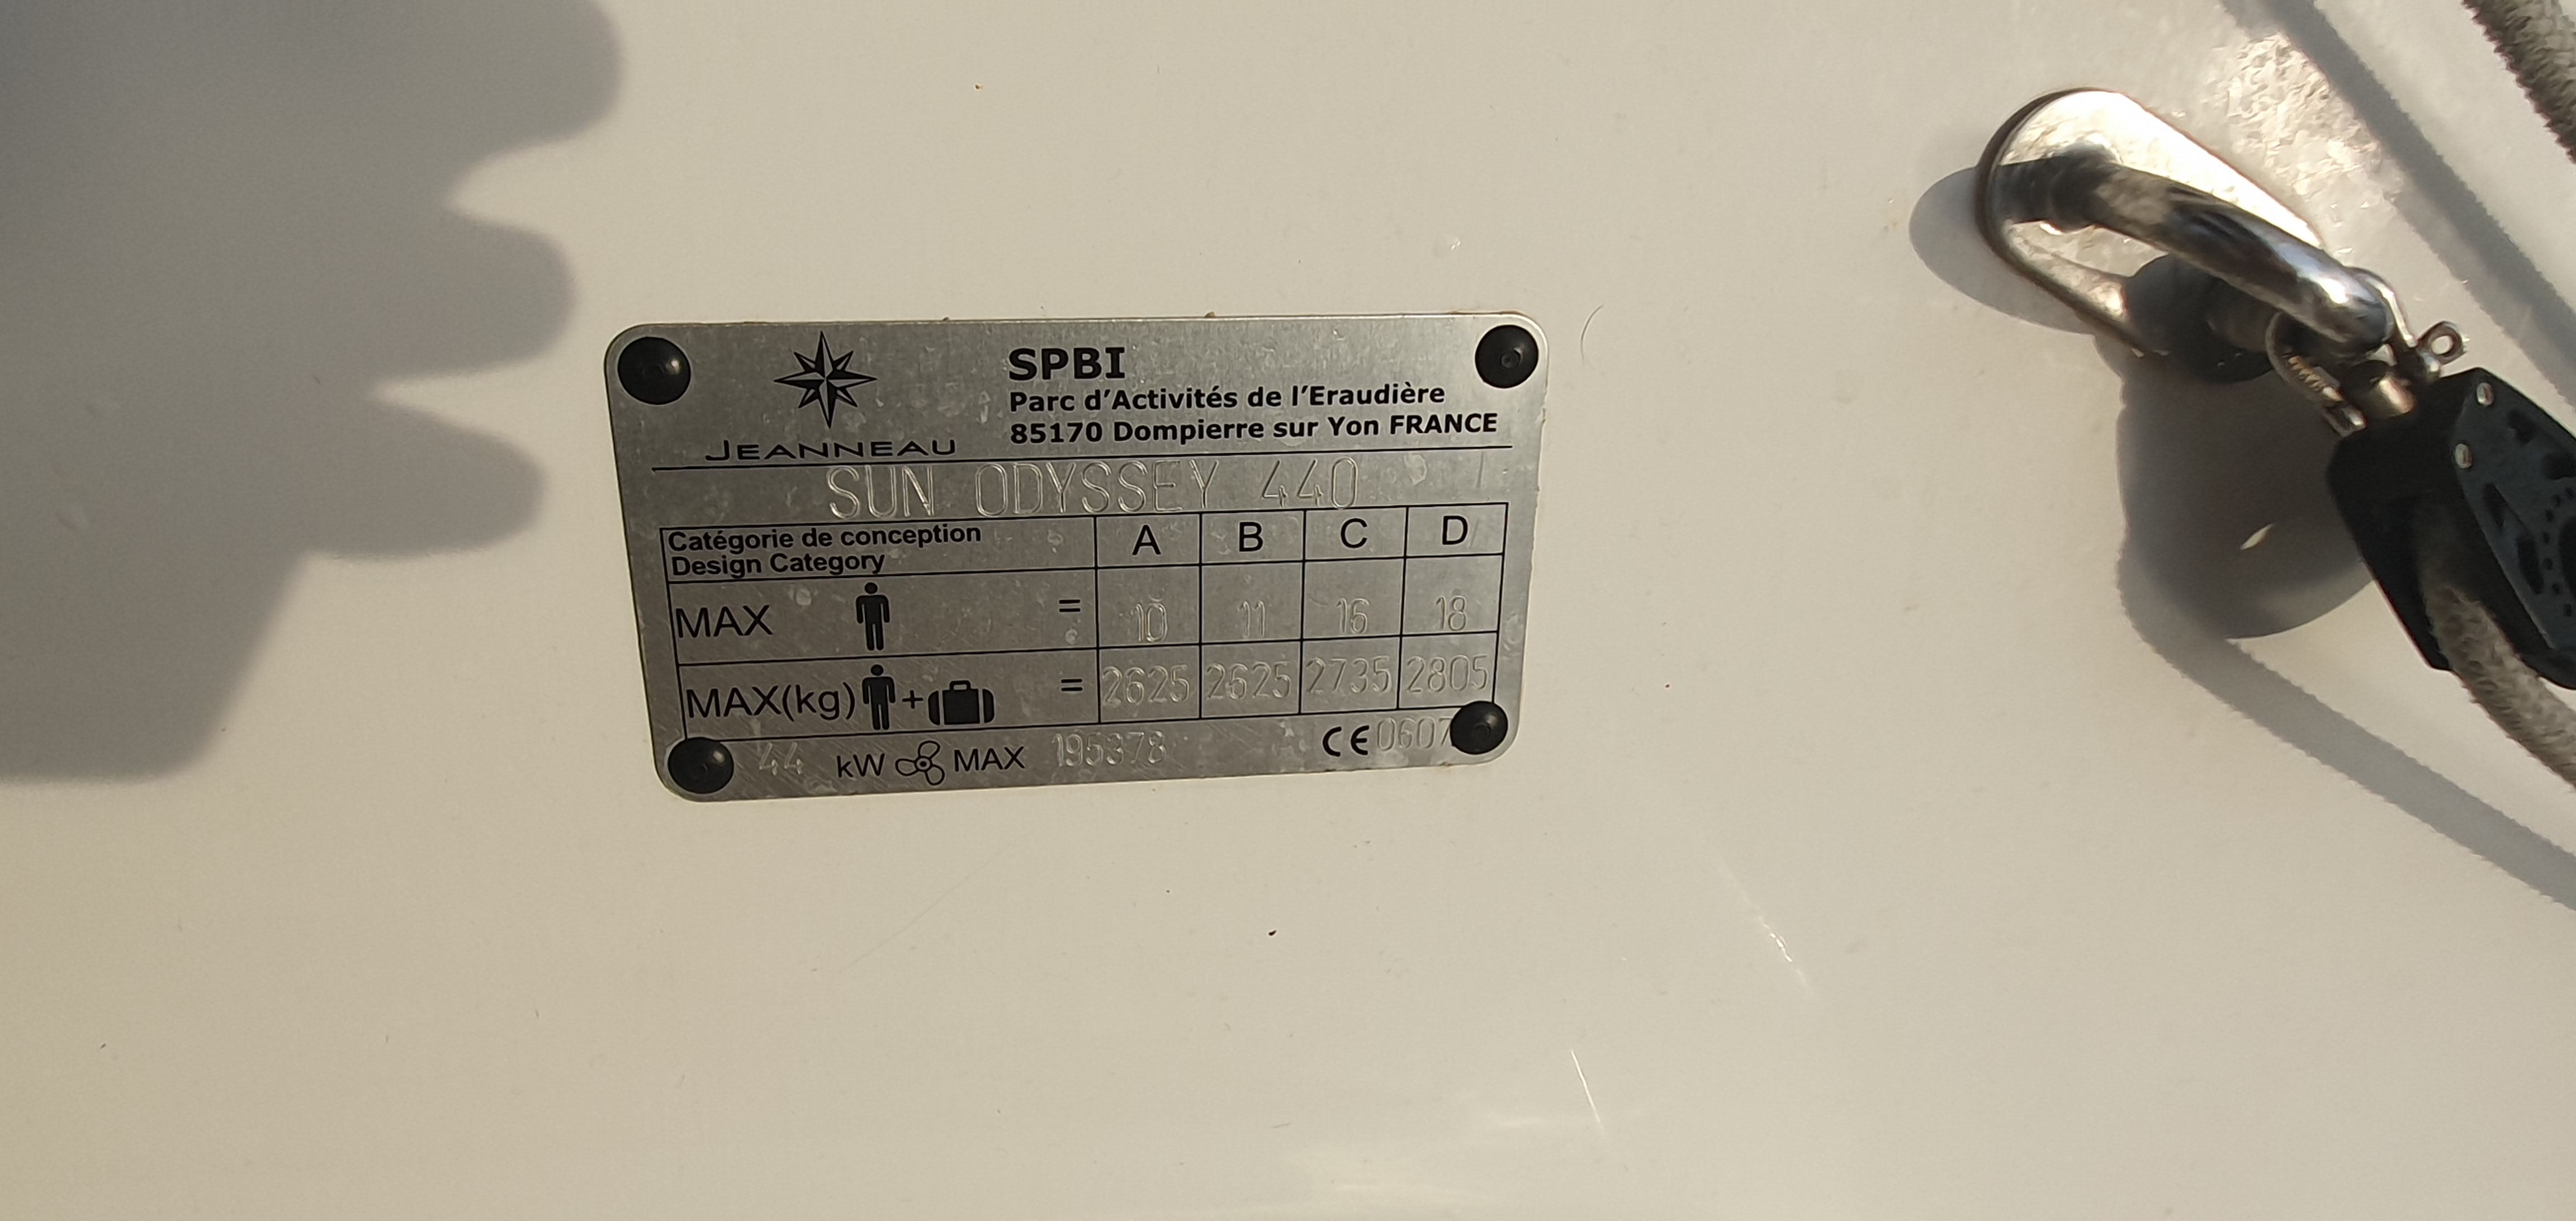 JEANNEAU
SPBI
Parc d'Activités de l'Eraudière
85170 Dompierre sur Yon FRANCE
SUN ODYSSEY 440
Catégorie de conception
Design Category
A B C D
MAX = 10 11 16 18
MAX(kg) + = 2625 2625 2735 2805
44 kW MAX 195378 CE 0607